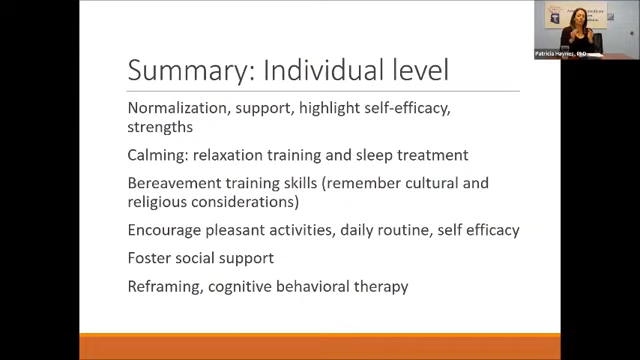 Summary: Individual level
Normalization, support, highlight self-efficacy,
strengths
Calming: relaxation training and sleep treatment
Bereavement training skills (remember cultural and
religious considerations)
Encourage pleasant activities, daily routine, self efficacy
Foster social support
Reframing, cognitive behavioral therapy
Patricia Haynes, PhD